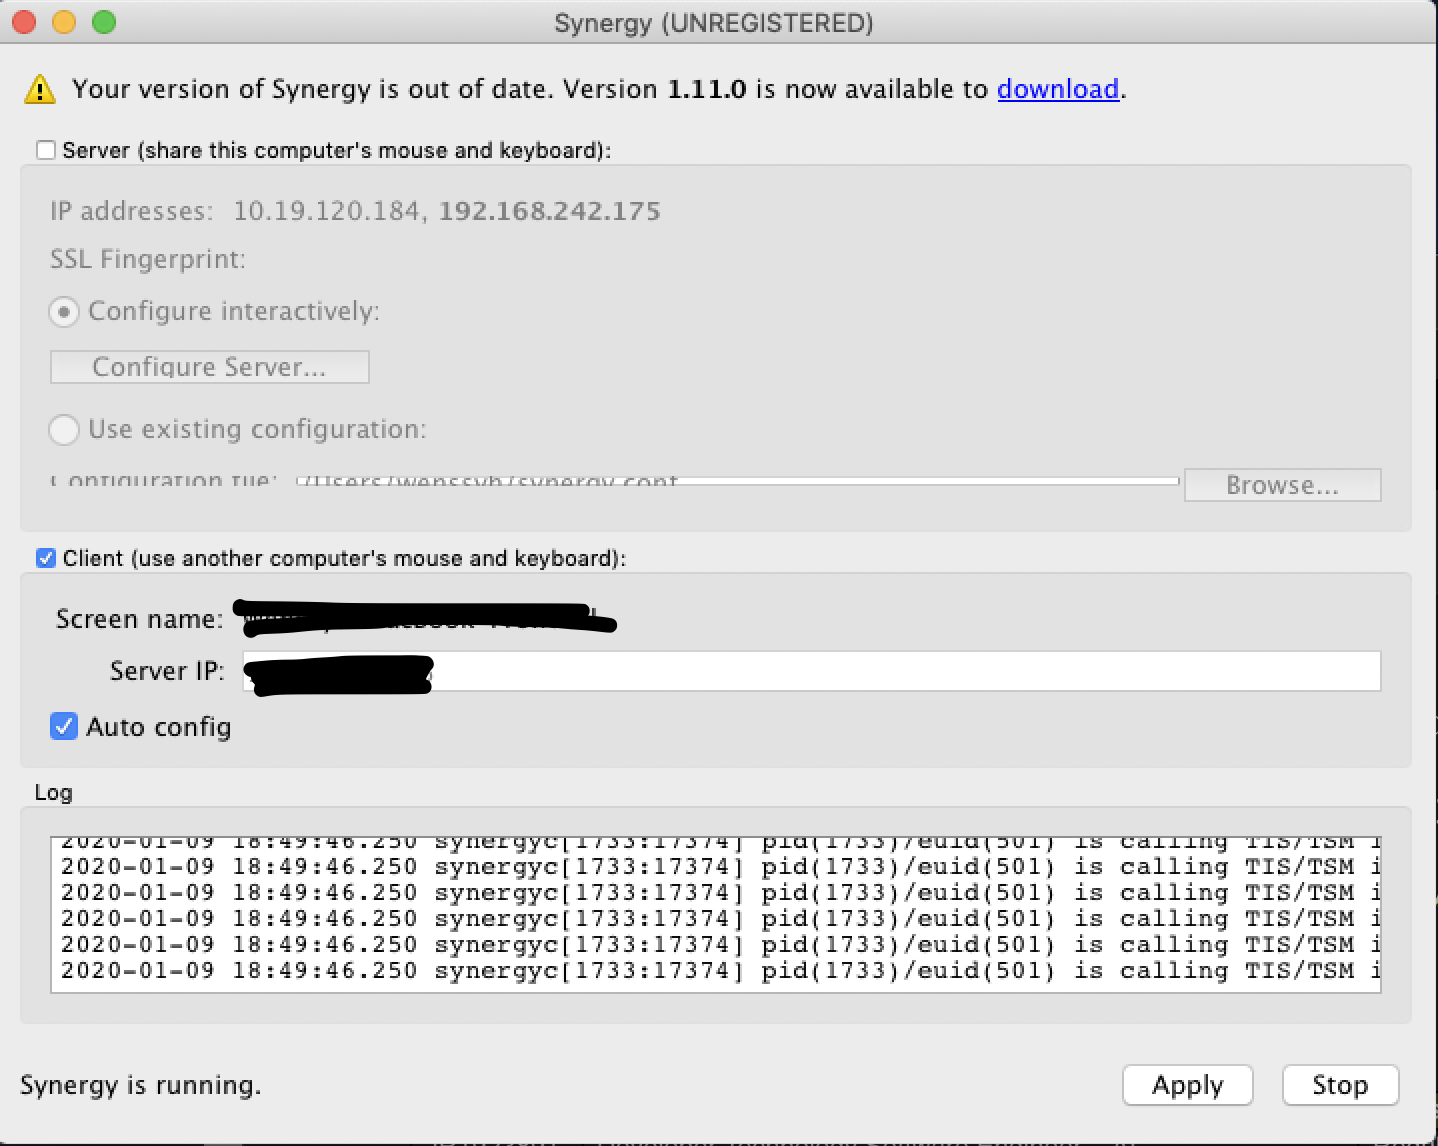 Synergy (UNREGISTERED)
Your version of Synergy is out of date. Version 1.11.0 is now available to download.
Server (share this computer's mouse and keyboard):
IP addresses: 10.19.120.184, 192.168.242.175
SSL Fingerprint:
Configure interactively:
Configure Server...
Use existing configuration:
Configuration file: /Users/wenssyh/synergy.conf
Browse...
Client (use another computer's mouse and keyboard):
Screen name:
Server IP:
Auto config
Log
2020-01-09 18:49:46.250 synergyc[1733:17374] pid(1733)/euid(501) is calling TIS/TSM i
2020-01-09 18:49:46.250 synergyc[1733:17374] pid(1733)/euid(501) is calling TIS/TSM i
2020-01-09 18:49:46.250 synergyc[1733:17374] pid(1733)/euid(501) is calling TIS/TSM i
2020-01-09 18:49:46.250 synergyc[1733:17374] pid(1733)/euid(501) is calling TIS/TSM i
2020-01-09 18:49:46.250 synergyc[1733:17374] pid(1733)/euid(501) is calling TIS/TSM i
2020-01-09 18:49:46.250 synergyc[1733:17374] pid(1733)/euid(501) is calling TIS/TSM i
Synergy is running.
Apply
Stop